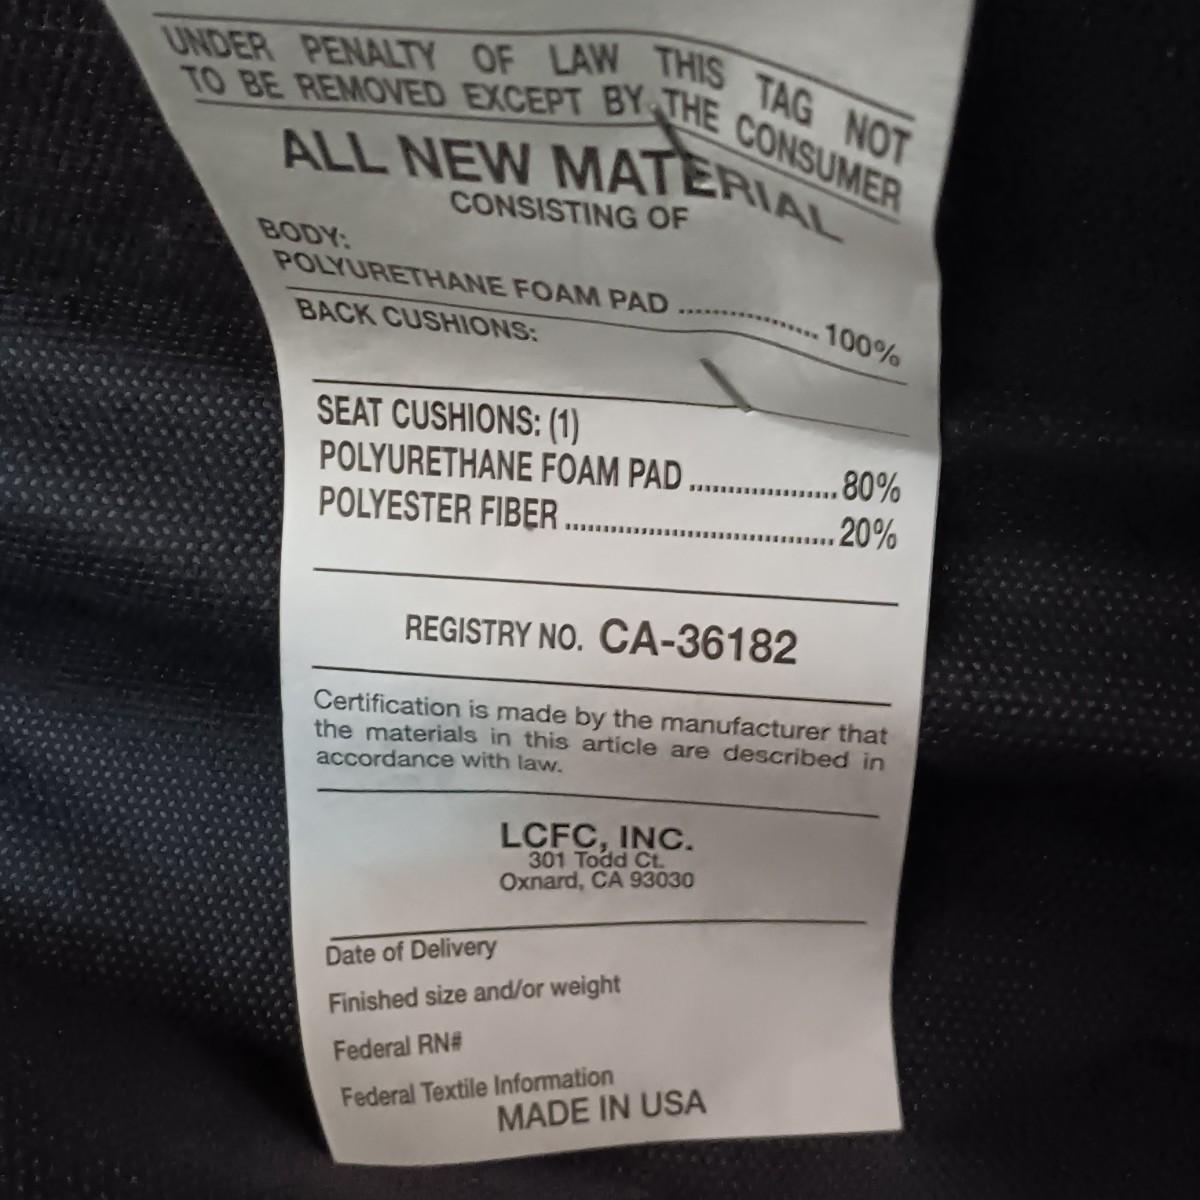 UNDER PENALTY OF LAW THIS TAG NOT
TO BE REMOVED EXCEPT BY THE CONSUMER
ALL NEW MATERIAL
CONSISTING OF
BODY:
POLYURETHANE FOAM PAD .................. 100%
BACK CUSHIONS:
SEAT CUSHIONS: (1)
POLYURETHANE FOAM PAD ................... 80%
POLYESTER FIBER .................................... 20%
REGISTRY NO. CA-36182
Certification is made by the manufacturer that
the materials in this article are described in
accordance with law.
LCFC, INC.
301 Todd Ct.
Oxnard, CA 93030
Date of Delivery
Finished size and/or weight
Federal RN#
Federal Textile Information
MADE IN USA